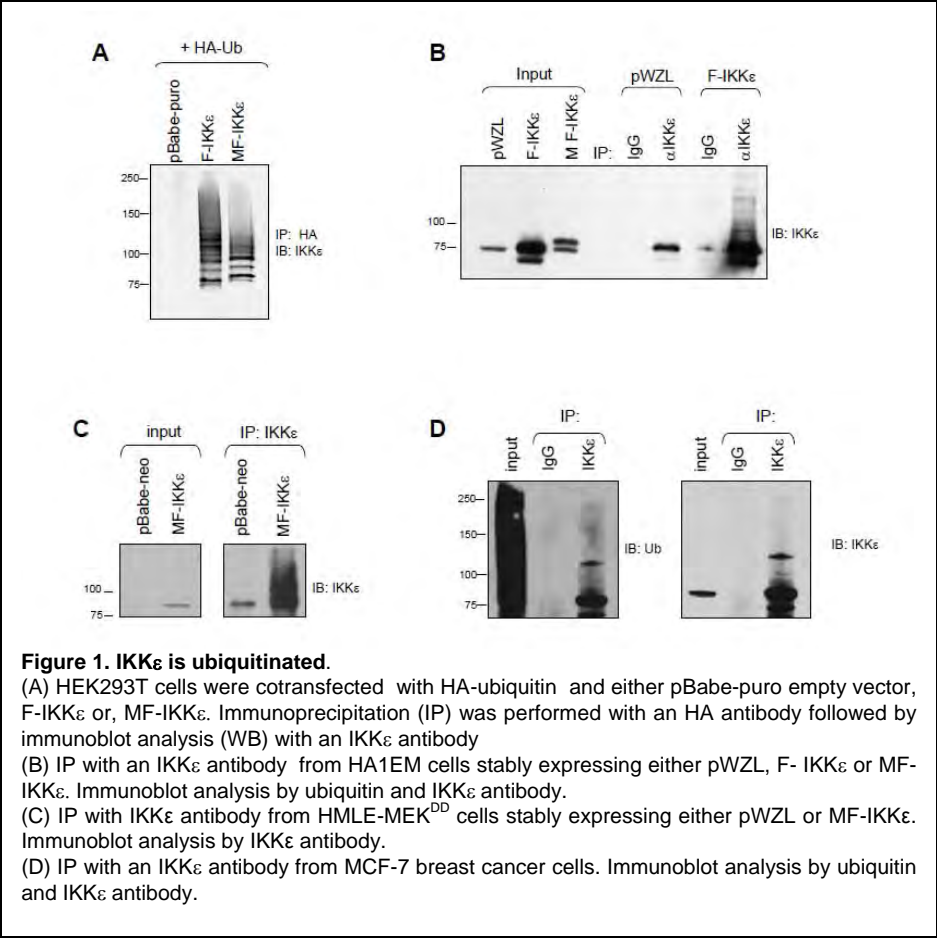 A
+ HA-Ub
pBabe-puro
F-IKKε
MF-IKKε
250
150
100
75
IP: HA
IB: IKKε
B
Input
pWZL
F-IKKε
pWZL
F-IKKε
M F-IKKε
IP:
IgG
αIKKε
IgG
αIKKε
100
75
IB: IKKε
C
input
IP: IKKε
pBabe-neo
MF-IKKε
pBabe-neo
MF-IKKε
100
75
IB: IKKε
D
IP:
input
IgG
IKKε
250
150
100
75
IB: Ub
IP:
input
IgG
IKKε
IB: IKKε
Figure 1. IKKε is ubiquitinated.
(A) HEK293T cells were cotransfected with HA-ubiquitin and either pBabe-puro empty vector,
F-IKKε or, MF-IKKε. Immunoprecipitation (IP) was performed with an HA antibody followed by
immunoblot analysis (WB) with an IKKε antibody
(B) IP with an IKKε antibody from HA1EM cells stably expressing either pWZL, F- IKKε or MF-
IKKε. Immunoblot analysis by ubiquitin and IKKε antibody.
(C) IP with IKKε antibody from HMLE-MEK^DD cells stably expressing either pWZL or MF-IKKε.
Immunoblot analysis by IKKε antibody.
(D) IP with an IKKε antibody from MCF-7 breast cancer cells. Immunoblot analysis by ubiquitin
and IKKε antibody.